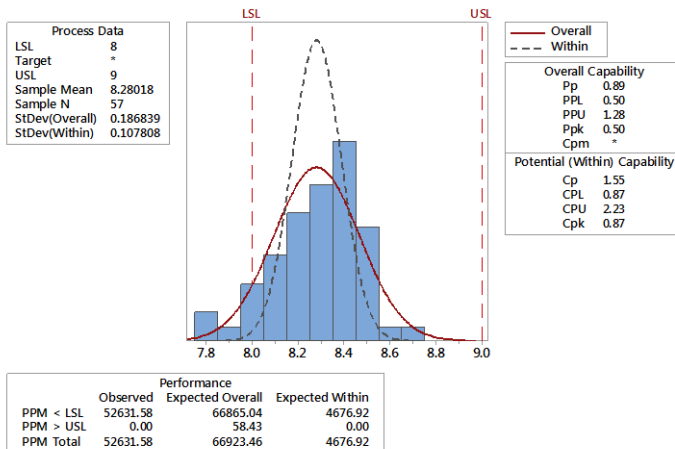 LSL
USL
Process Data
LSL 8
Target *
USL 9
Sample Mean 8.28018
Sample N 57
StDev(Overall) 0.186839
StDev(Within) 0.107808
Overall
Within
Overall Capability
Pp 0.89
PPL 0.50
PPU 1.28
Ppk 0.50
Cpm *
Potential (Within) Capability
Cp 1.55
CPL 0.87
CPU 2.23
Cpk 0.87
7.8 8.0 8.2 8.4 8.6 8.8 9.0
Performance
Observed Expected Overall Expected Within
PPM < LSL 52631.58 66865.04 4676.92
PPM > USL 0.00 58.43 0.00
PPM Total 52631.58 66923.46 4676.92